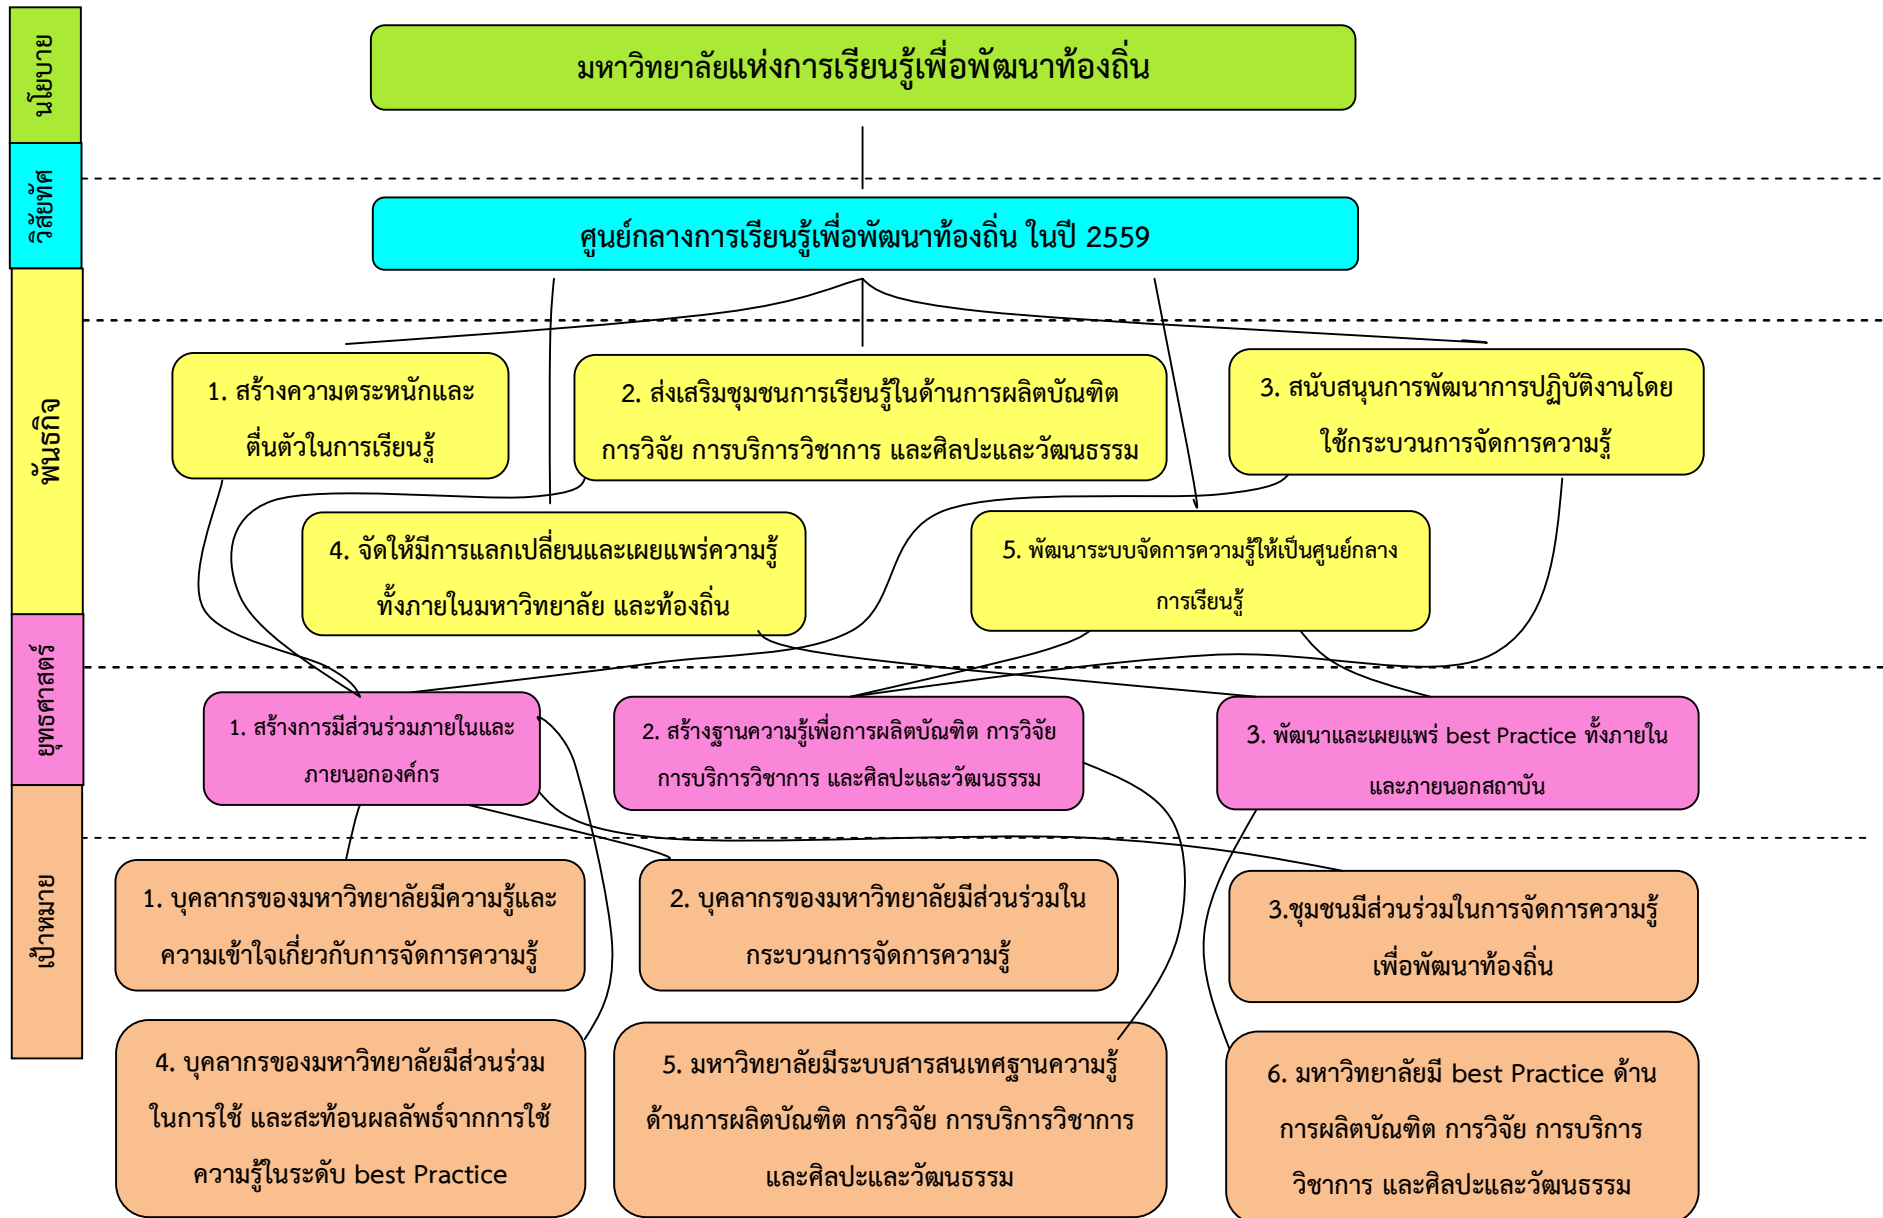 นโยบาย
มหาวิทยาลัยแห่งการเรียนรู้เพื่อพัฒนาท้องถิ่น
วิสัยทัศ
ศูนย์กลางการเรียนรู้เพื่อพัฒนาท้องถิ่น ในปี 2559
พันธกิจ
1. สร้างความตระหนักและ
ตื่นตัวในการเรียนรู้
2. ส่งเสริมชุมชนการเรียนรู้ในด้านการผลิตบัณฑิต
การวิจัย การบริการวิชาการ และศิลปะและวัฒนธรรม
3. สนับสนุนการพัฒนาการปฏิบัติงานโดย
ใช้กระบวนการจัดการความรู้
4. จัดให้มีการแลกเปลี่ยนและเผยแพร่ความรู้
ทั้งภายในมหาวิทยาลัย และท้องถิ่น
5. พัฒนาระบบจัดการความรู้ให้เป็นศูนย์กลาง
การเรียนรู้
ยุทธศาสตร์
1. สร้างการมีส่วนร่วมภายในและ
ภายนอกองค์กร
2. สร้างฐานความรู้เพื่อการผลิตบัณฑิต การวิจัย
การบริการวิชาการ และศิลปะและวัฒนธรรม
3. พัฒนาและเผยแพร่ best Practice ทั้งภายใน
และภายนอกสถาบัน
เป้าหมาย
1. บุคลากรของมหาวิทยาลัยมีความรู้และ
ความเข้าใจเกี่ยวกับการจัดการความรู้
2. บุคลากรของมหาวิทยาลัยมีส่วนร่วมใน
กระบวนการจัดการความรู้
3.ชุมชนมีส่วนร่วมในการจัดการความรู้
เพื่อพัฒนาท้องถิ่น
4. บุคลากรของมหาวิทยาลัยมีส่วนร่วม
ในการใช้ และสะท้อนผลลัพธ์จากการใช้
ความรู้ในระดับ best Practice
5. มหาวิทยาลัยมีระบบสารสนเทศฐานความรู้
ด้านการผลิตบัณฑิต การวิจัย การบริการวิชาการ
และศิลปะและวัฒนธรรม
6. มหาวิทยาลัยมี best Practice ด้าน
การผลิตบัณฑิต การวิจัย การบริการ
วิชาการ และศิลปะและวัฒนธรรม